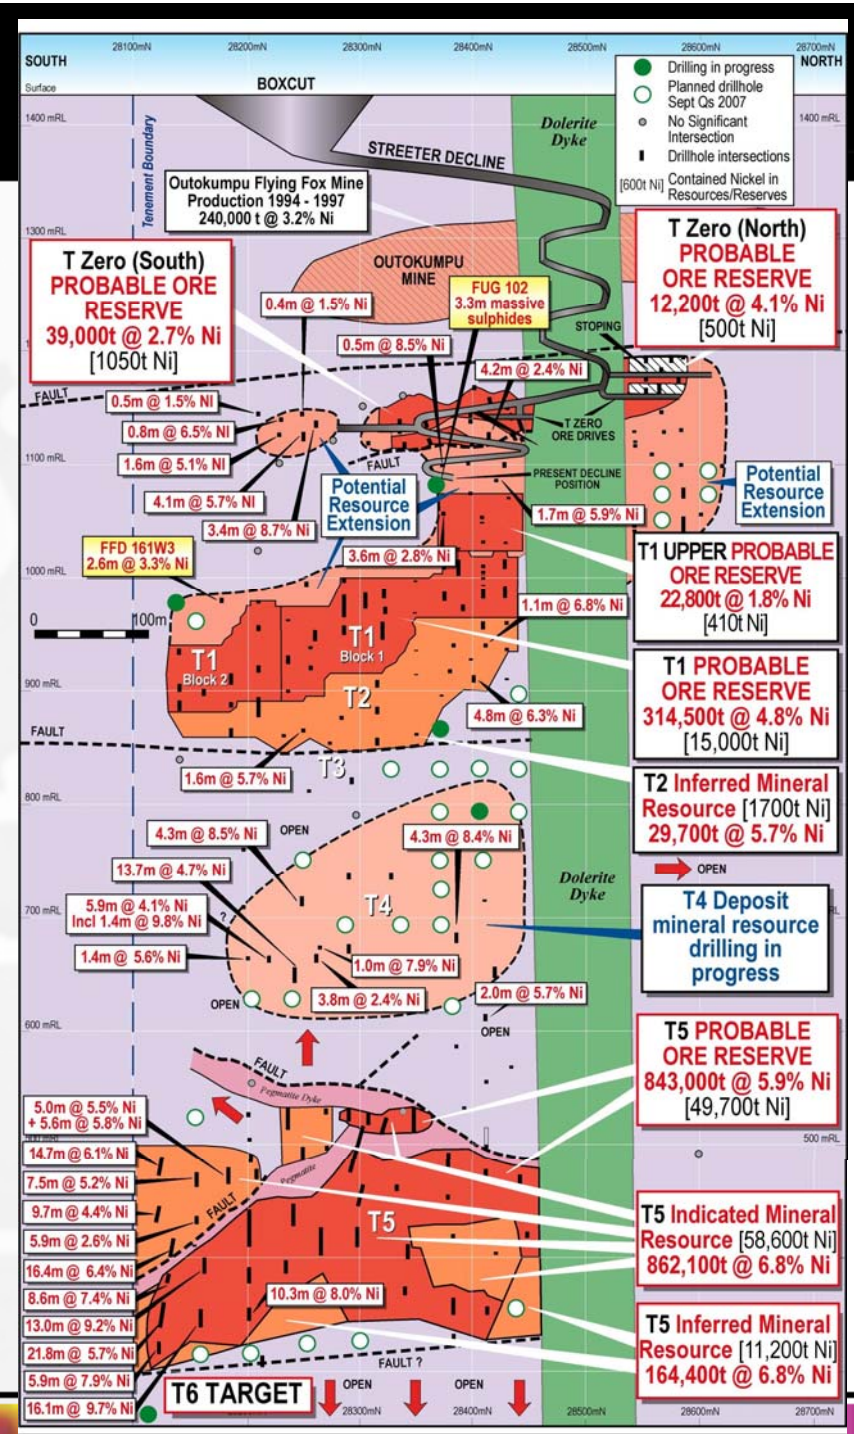 28100mN
28200mN
28300mN
28400mN
28500mN
28600mN
28700mN
SOUTH
NORTH
Surface
BOXCUT
Drilling in progress
Planned drillhole
Sept Qs 2007
No Significant
Intersection
Drillhole intersections
[600t Ni] Contained Nickel in
Resources/Reserves
1400 mRL
1400 mRL
Tenement Boundary
Dolerite
Dyke
STREETER DECLINE
Outokumpu Flying Fox Mine
Production 1994 - 1997
240,000 t @ 3.2% Ni
1300 mRL
T Zero (South)
PROBABLE ORE
RESERVE
39,000t @ 2.7% Ni
[1050t Ni]
OUTOKUMPU
MINE
T Zero (North)
PROBABLE
ORE RESERVE
12,200t @ 4.1% Ni
[500t Ni]
FUG 102
3.3m massive
sulphides
0.4m @ 1.5% Ni
STOPING
0.5m @ 8.5% Ni
4.2m @ 2.4% Ni
FAULT
0.5m @ 1.5% NI
0.8m @ 6.5% Ni
T ZERO
ORE DRIVES
1100 mRL
1.6m @ 5.1% Ni
FAULT
PRESENT DECLINE
POSITION
Potential
Resource
Extension
Potential
Resource
Extension
4.1m @ 5.7% NI
3.4m @ 8.7% Ni
1.7m @ 5.9% Ni
FFD 161W3
2.6m @ 3.3% Ni
3.6m @ 2.8% Ni
T1 UPPER PROBABLE
ORE RESERVE
22,800t @ 1.8% Ni
[410t Ni]
1000 mRL
0
100m
1.1m @ 6.8% Ni
T1
Block 1
T1
Block 2
T1 PROBABLE
ORE RESERVE
314,500t @ 4.8% Ni
[15,000t Ni]
900 mRL
T2
4.8m @ 6.3% Ni
FAULT
T3
1.6m @ 5.7% Ni
T2 Inferred Mineral
Resource [1700t Ni]
29,700t @ 5.7% Ni
800 mRL
OPEN
4.3m @ 8.5% Ni
4.3m @ 8.4% Ni
OPEN
13.7m @ 4.7% Ni
Dolerite
Dyke
T4 Deposit
mineral resource
drilling in
progress
5.9m @ 4.1% Ni
Incl 1.4m @ 9.8% Ni
T4
700 mRL
?
1.4m @ 5.6% Ni
1.0m @ 7.9% Ni
3.8m @ 2.4% Ni
2.0m @ 5.7% Ni
OPEN
OPEN
600 mRL
T5 PROBABLE
ORE RESERVE
843,000t @ 5.9% Ni
[49,700t Ni]
FAULT
Pegmatite Dyke
5.0m @ 5.5% Ni
+ 5.6m @ 5.8% Ni
500 mRL
14.7m @ 6.1% Ni
7.5m @ 5.2% Ni
Pegmatite
FAULT
9.7m @ 4.4% Ni
5.9m @ 2.6% Ni
T5
T5 Indicated Mineral
Resource [58,600t Ni]
862,100t @ 6.8% Ni
16.4m @ 6.4% Ni
8.6m @ 7.4% Ni
10.3m @ 8.0% Ni
13.0m @ 9.2% Ni
T5 Inferred Mineral
Resource [11,200t Ni]
164,400t @ 6.8% Ni
21.8m @ 5.7% Ni
FAULT ?
5.9m @ 7.9% Ni
T6 TARGET
OPEN
OPEN
16.1m @ 9.7% Ni
28300mN
28400mN
28500mN
28600mN
28700mN